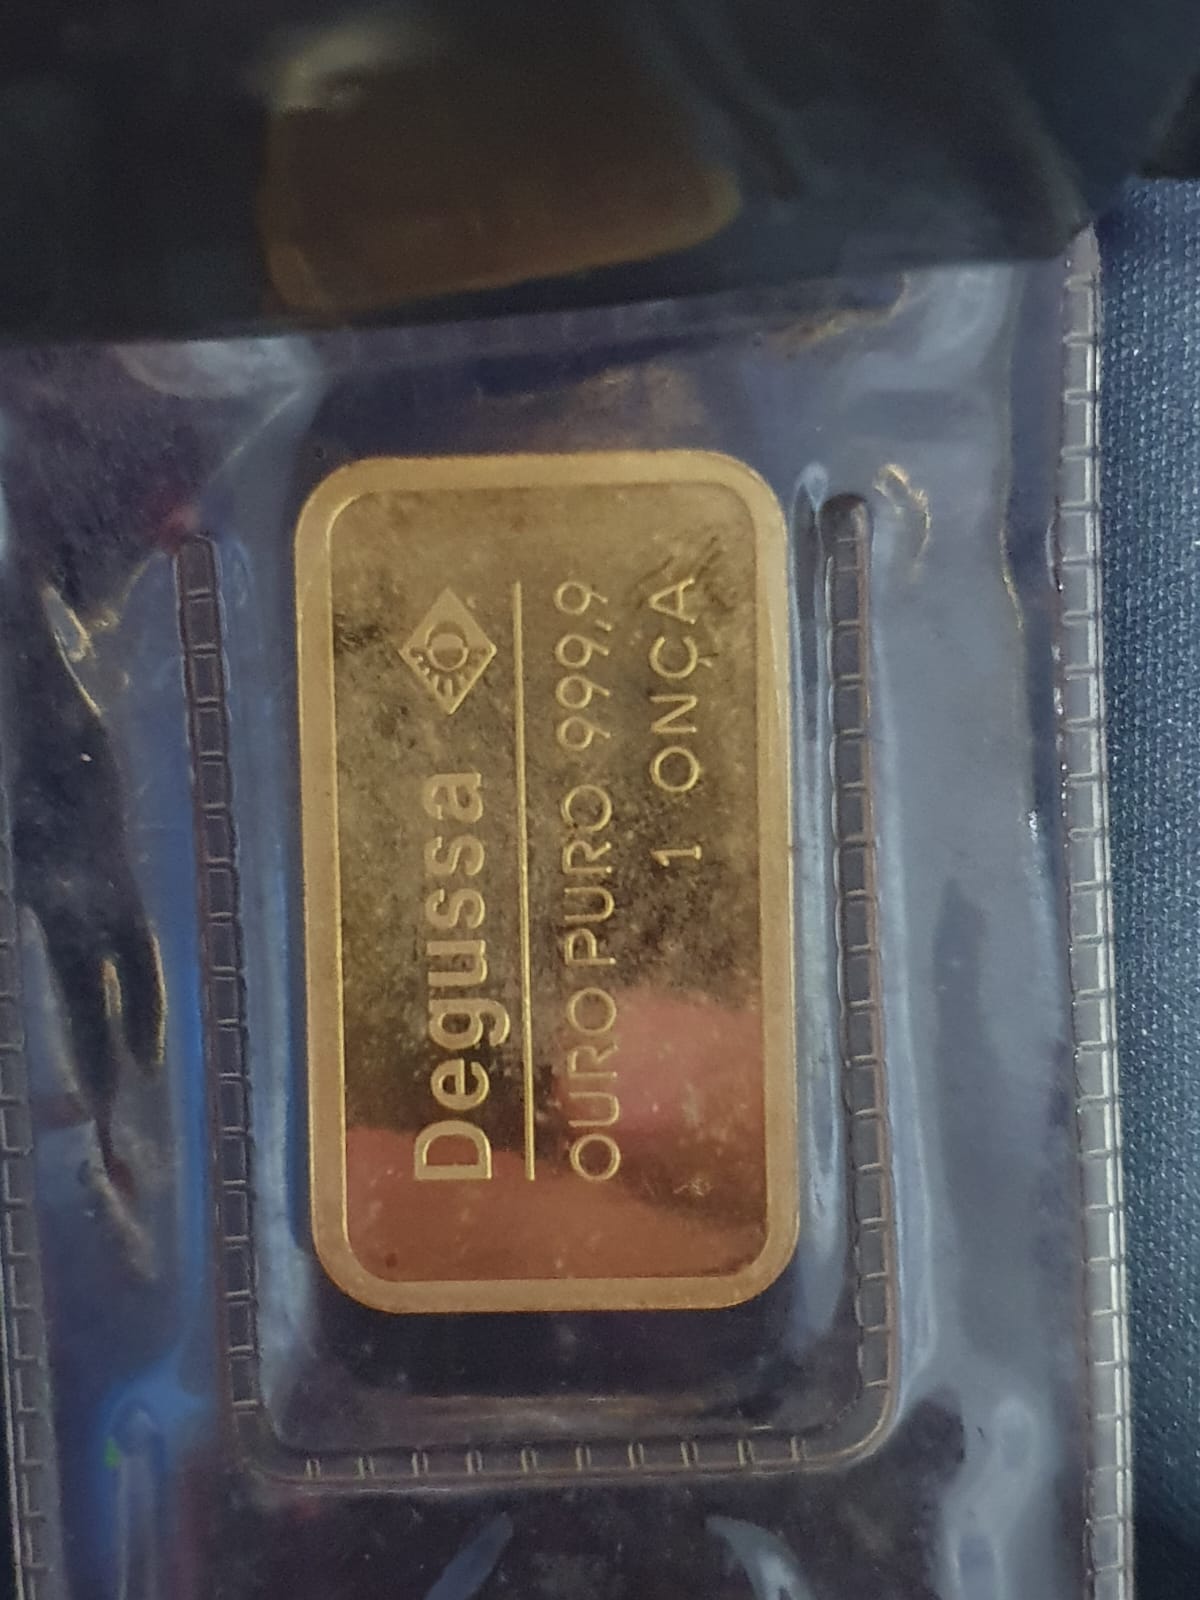 Degussa
OURO PURO 999,9
1 ONÇA